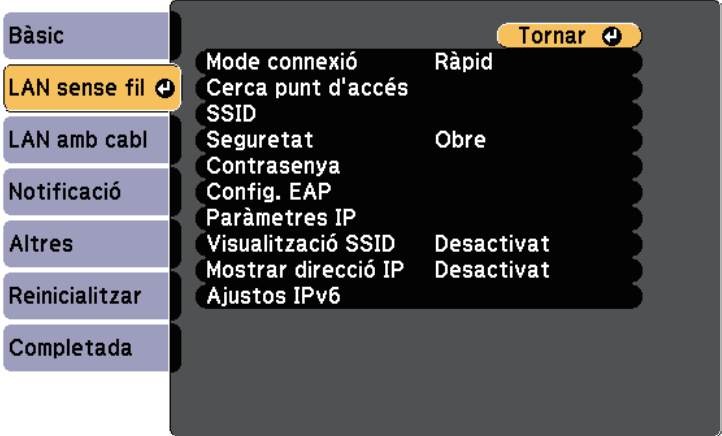 Bàsic
LAN sense fil
LAN amb cabl
Notificació
Altres
Reinicialitzar
Completada
Tornar
Mode connexió Ràpid
Cerca punt d'accés
SSID
Seguretat Obre
Contrasenya
Config. EAP
Paràmetres IP
Visualització SSID Desactivat
Mostrar direcció IP Desactivat
Ajustos IPv6